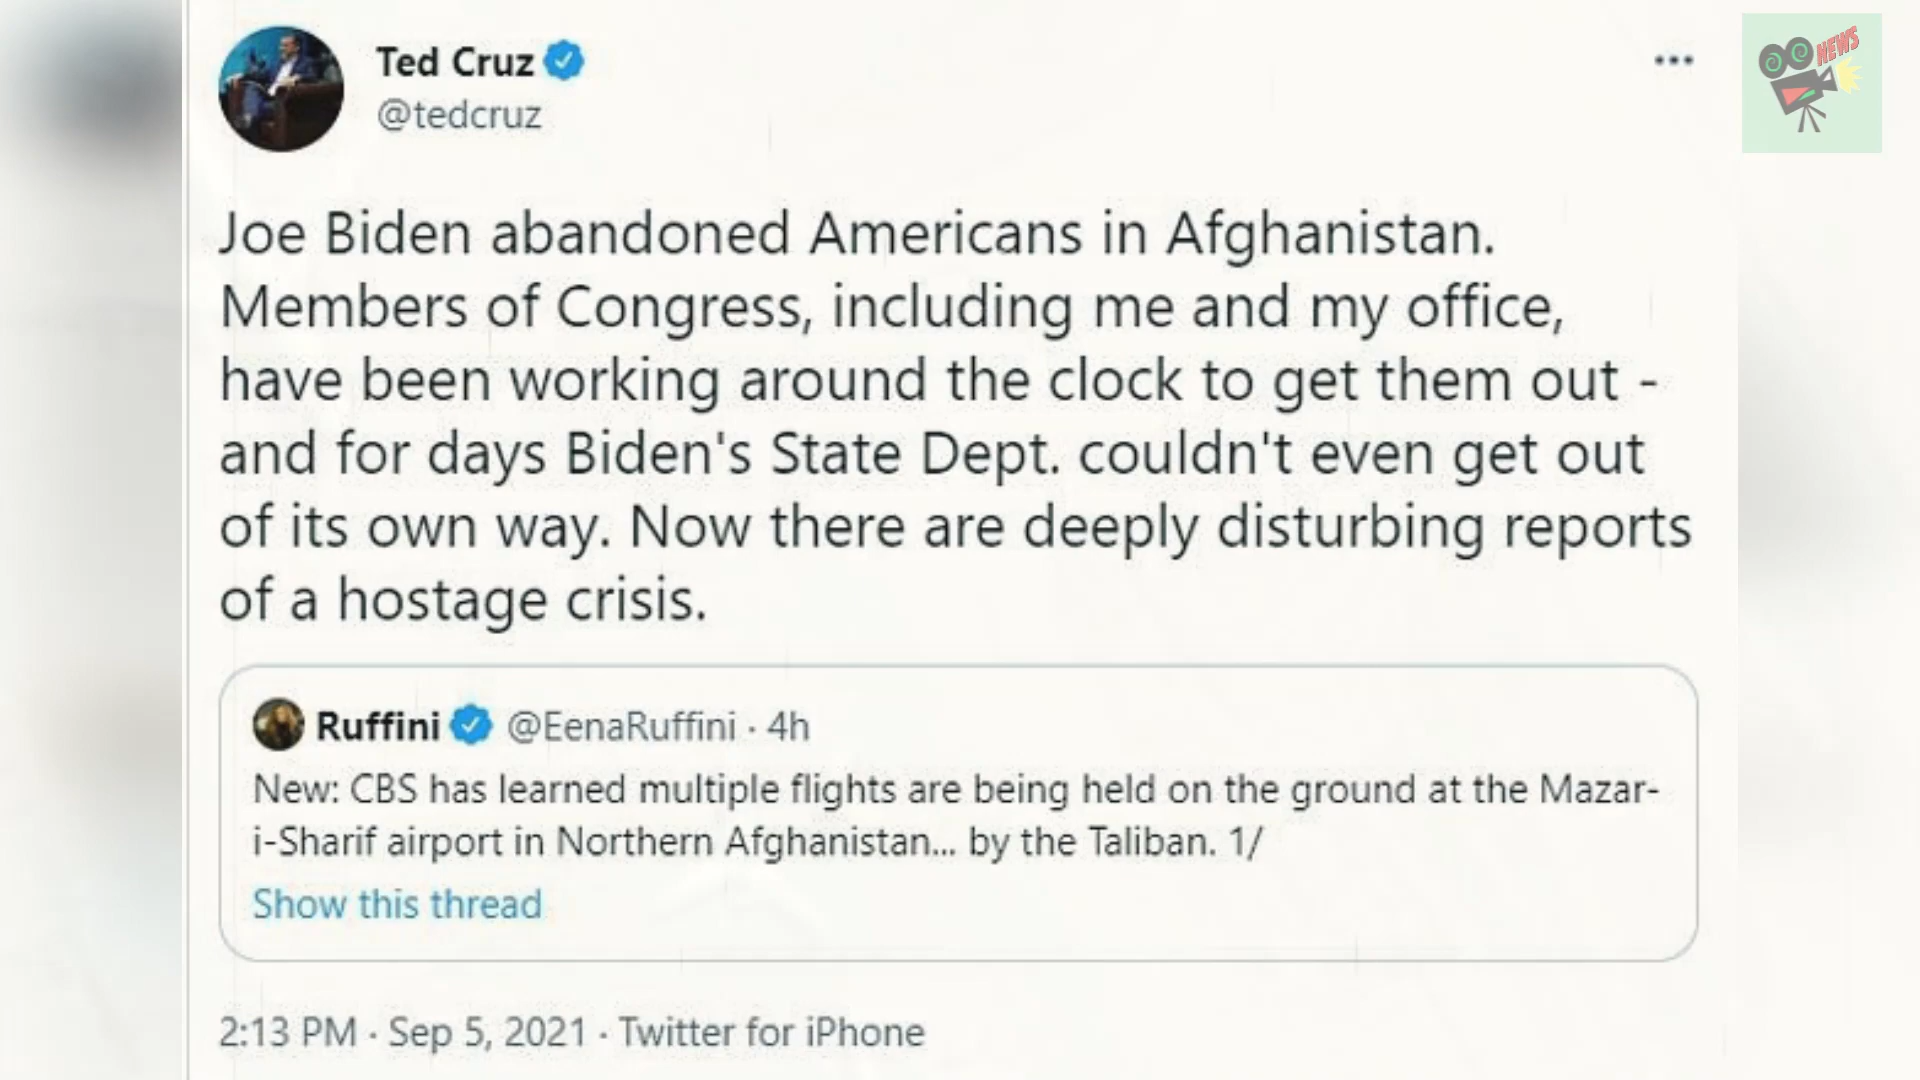 Ted Cruz
@tedcruz
NEWS
Joe Biden abandoned Americans in Afghanistan.
Members of Congress, including me and my office,
have been working around the clock to get them out -
and for days Biden's State Dept. couldn't even get out
of its own way. Now there are deeply disturbing reports
of a hostage crisis.
Ruffini @EenaRuffini · 4h
New: CBS has learned multiple flights are being held on the ground at the Mazar-
i-Sharif airport in Northern Afghanistan... by the Taliban. 1/
Show this thread
2:13 PM · Sep 5, 2021 · Twitter for iPhone